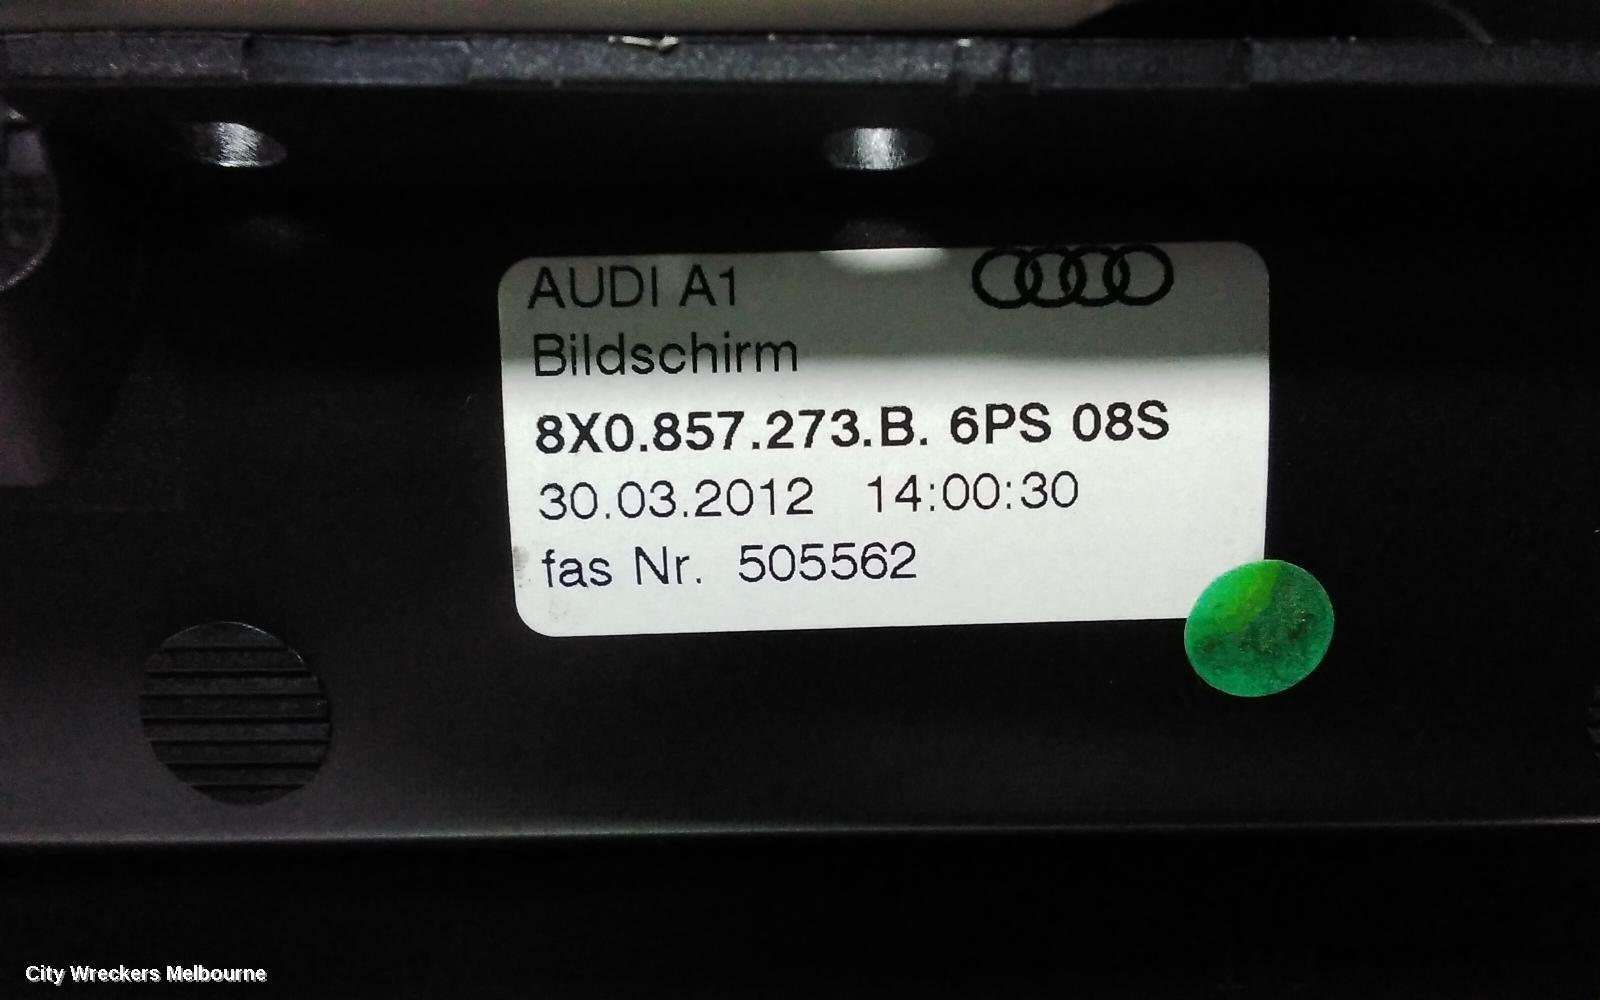 AUDI A1
Bildschirm
8X0.857.273.B. 6PS 08S
30.03.2012 14:00:30
fas Nr. 505562
City Wreckers Melbourne